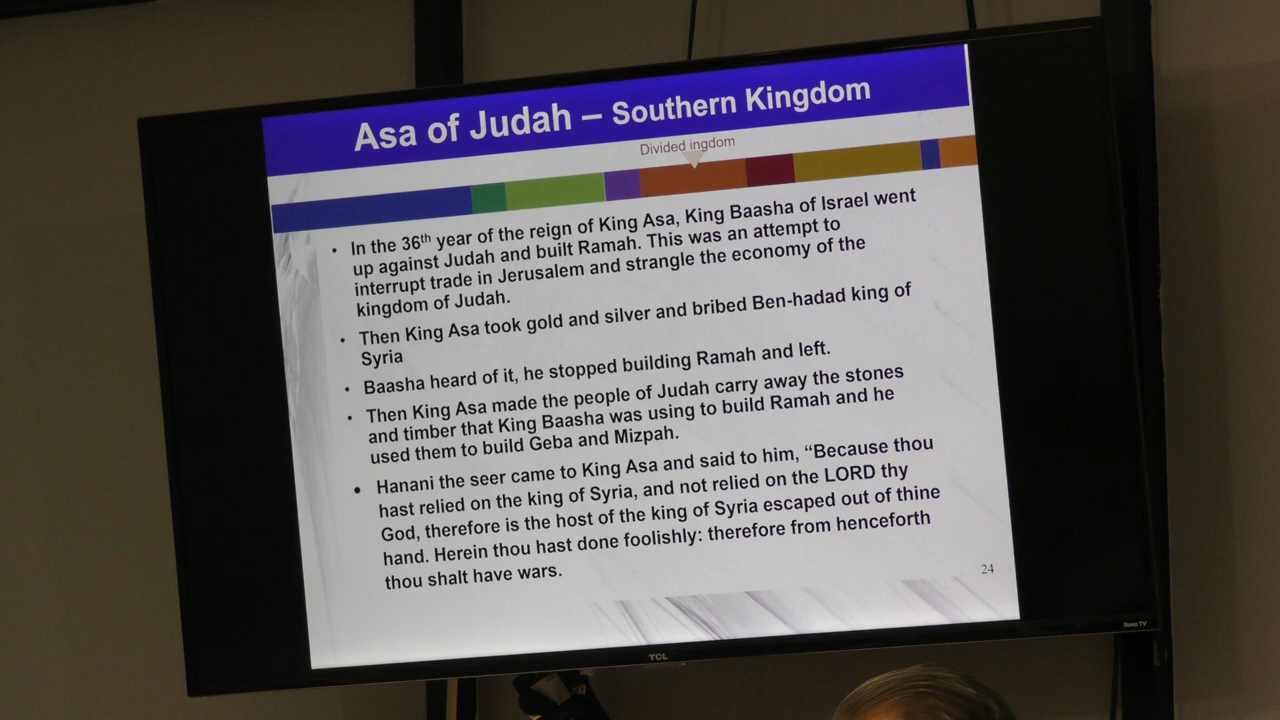 Asa of Judah – Southern Kingdom
Divided ingdom
• In the 36th year of the reign of King Asa, King Baasha of Israel went
up against Judah and built Ramah. This was an attempt to
interrupt trade in Jerusalem and strangle the economy of the
kingdom of Judah.
• Then King Asa took gold and silver and bribed Ben-hadad king of
Syria
• Baasha heard of it, he stopped building Ramah and left.
• Then King Asa made the people of Judah carry away the stones
and timber that King Baasha was using to build Ramah and he
used them to build Geba and Mizpah.
• Hanani the seer came to King Asa and said to him, “Because thou
hast relied on the king of Syria, and not relied on the LORD thy
God, therefore is the host of the king of Syria escaped out of thine
hand. Herein thou hast done foolishly: therefore from henceforth
thou shalt have wars.
24
TCL
Roku TV